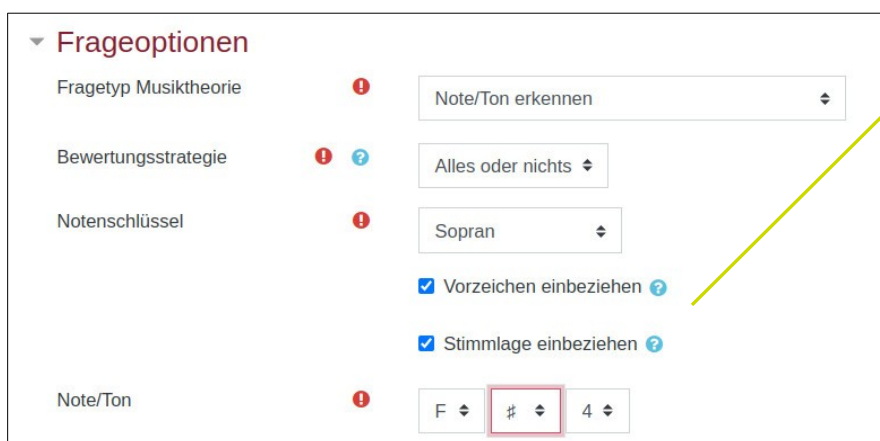 Frageoptionen
Fragetyp Musiktheorie Note/Ton erkennen
Bewertungsstrategie Alles oder nichts
Notenschlüssel Sopran
Vorzeichen einbeziehen
Stimmlage einbeziehen
Note/Ton F ♯ 4